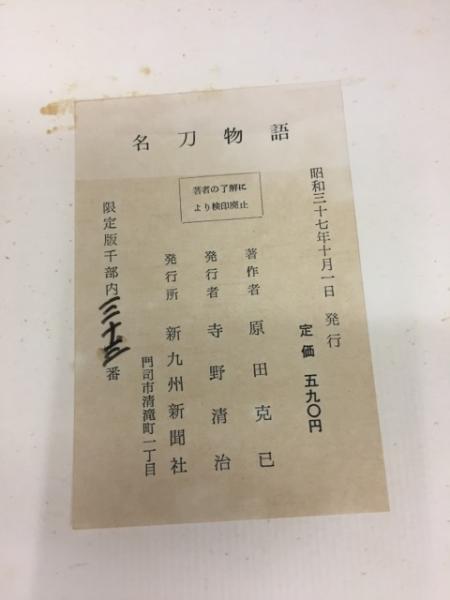 名刀物語
著者の了解に
より検印廃止
昭和三十七年十月一日 発行
定価 五九〇円
著作者 原田克巳
発行者 寺野清治
発行所 新九州新聞社
門司市清滝町一丁目
限定版千部内 番